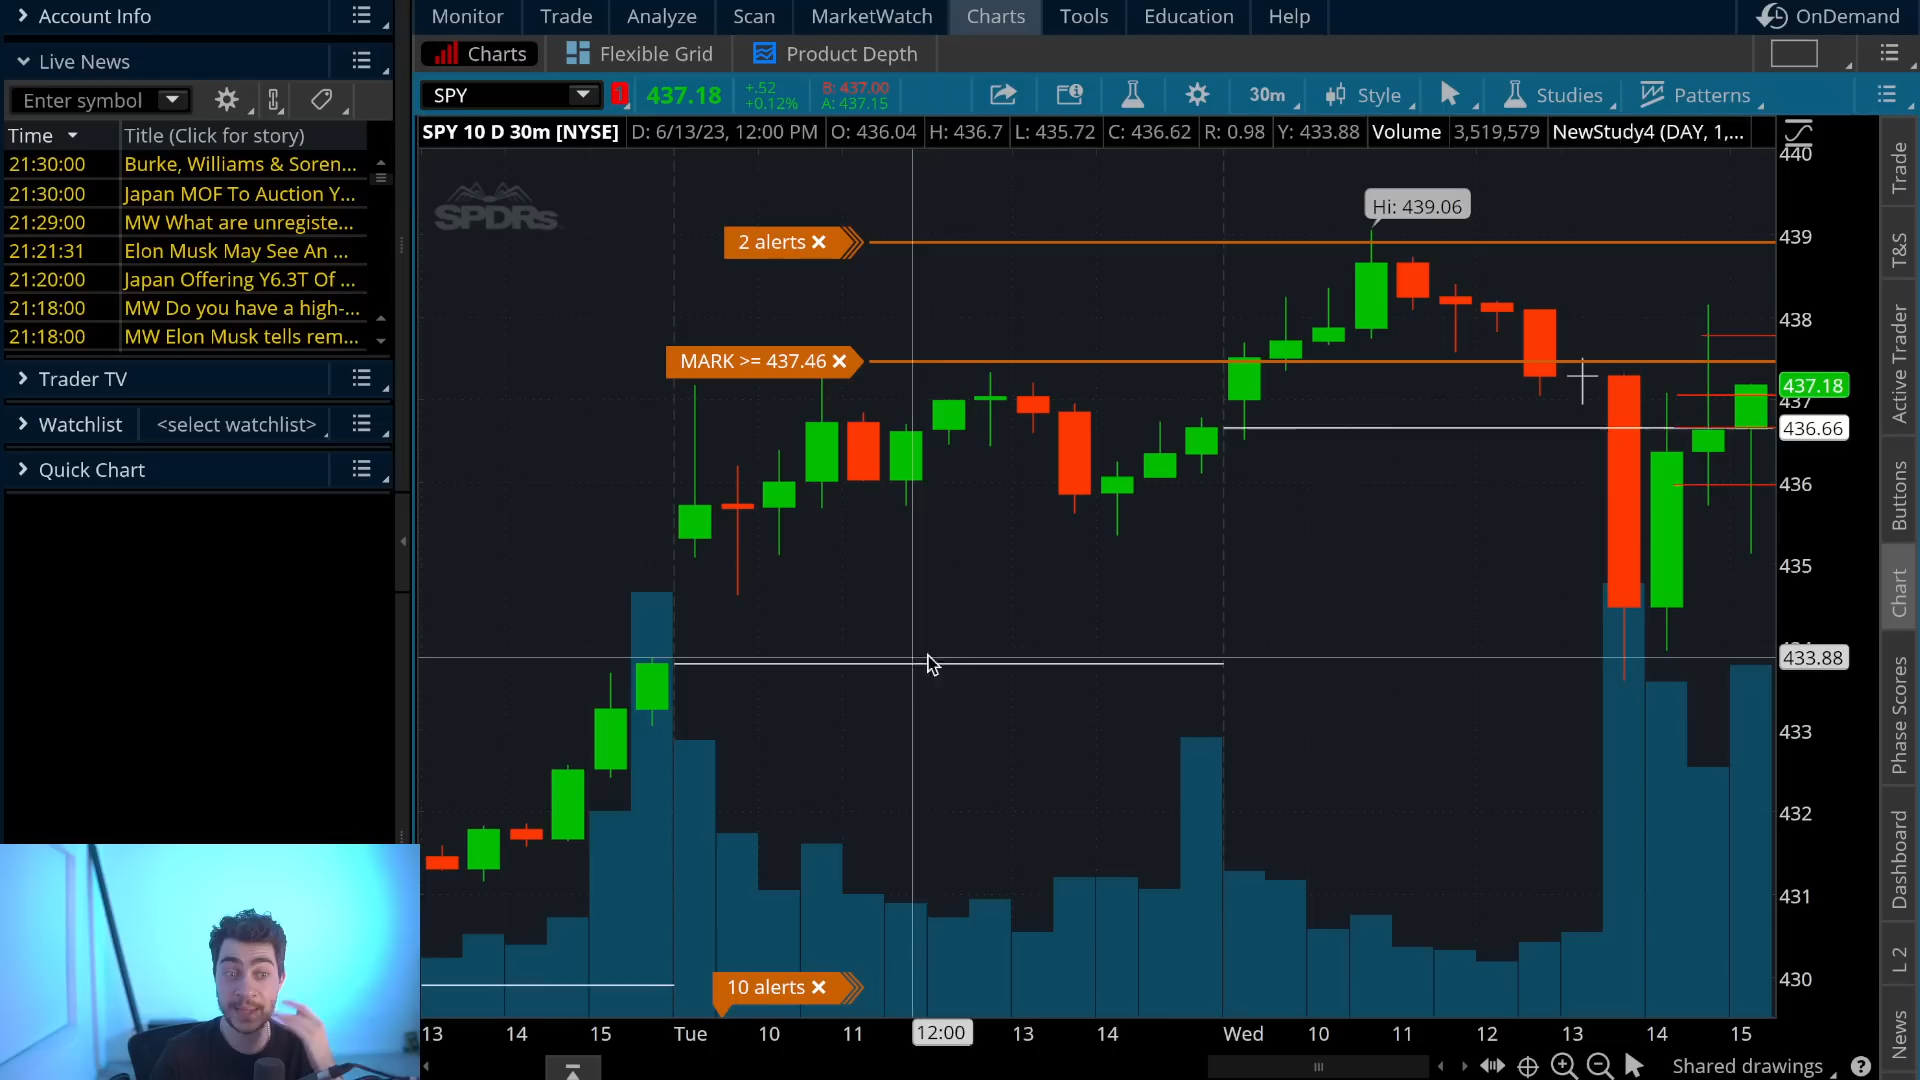 Account Info
Monitor Trade Analyze Scan MarketWatch Charts Tools Education Help OnDemand
Live News
Charts Flexible Grid Product Depth
Enter symbol
SPY 1 437.18 +.52 +0.12% B: 437.00 A: 437.15 30m Style Studies Patterns
Time Title (Click for story)
SPY 10 D 30m [NYSE] D: 6/13/23, 12:00 PM O: 436.04 H: 436.7 L: 435.72 C: 436.62 R: 0.98 Y: 433.88 Volume 3,519,579 NewStudy4 (DAY, 1,...
21:30:00 Burke, Williams & Soren...
21:30:00 Japan MOF To Auction Y...
21:29:00 MW What are unregiste...
21:21:31 Elon Musk May See An ...
21:20:00 Japan Offering Y6.3T Of ...
21:18:00 MW Do you have a high-...
21:18:00 MW Elon Musk tells rem...
Trader TV
Watchlist <select watchlist>
Quick Chart
SPDRs
Hi: 439.06
2 alerts
MARK >= 437.46
10 alerts
440
439
438
437.18
437
436.66
436
435
433.88
433
432
431
430
13 14 15 Tue 10 11 12:00 13 14 Wed 10 11 12 13 14 15
Shared drawings
Trade
T&S
Active Trader
Buttons
Chart
Phase Scores
Dashboard
L 2
News